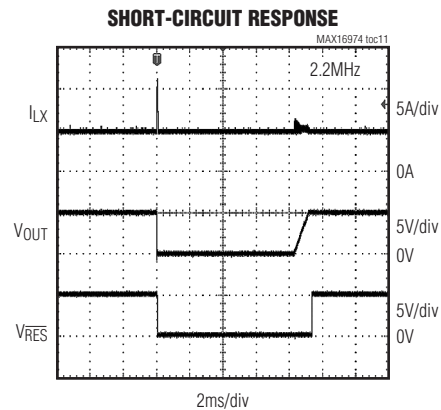 SHORT-CIRCUIT RESPONSE
MAX16974 toc11
T
2.2MHz
ILX
5A/div
0A
VOUT
5V/div
0V
VRES
5V/div
0V
2ms/div